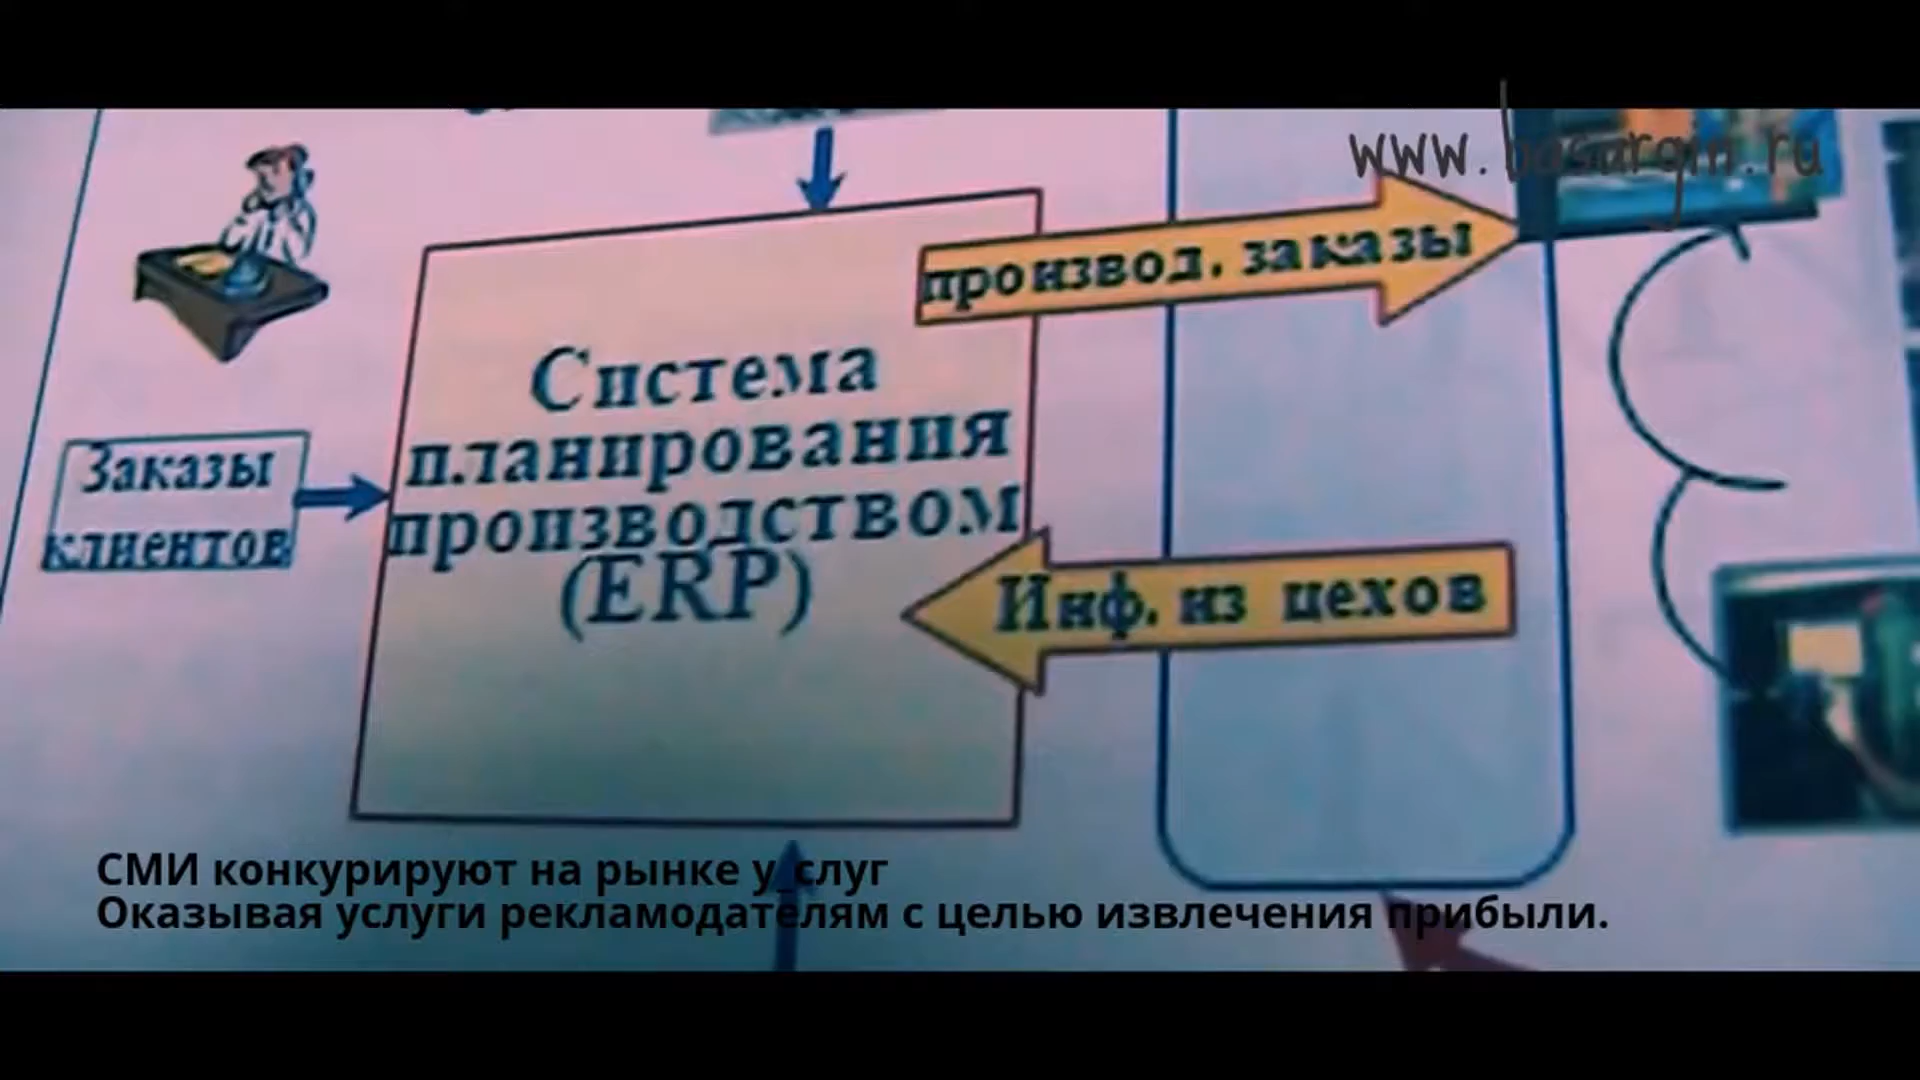 www.basargin.ru
производ. заказы
Система
планирования
производством
(ERP)
Заказы
клиентов
Инф. из цехов
СМИ конкурируют на рынке у_слуг
Оказывая услуги рекламодателям с целью извлечения прибыли.